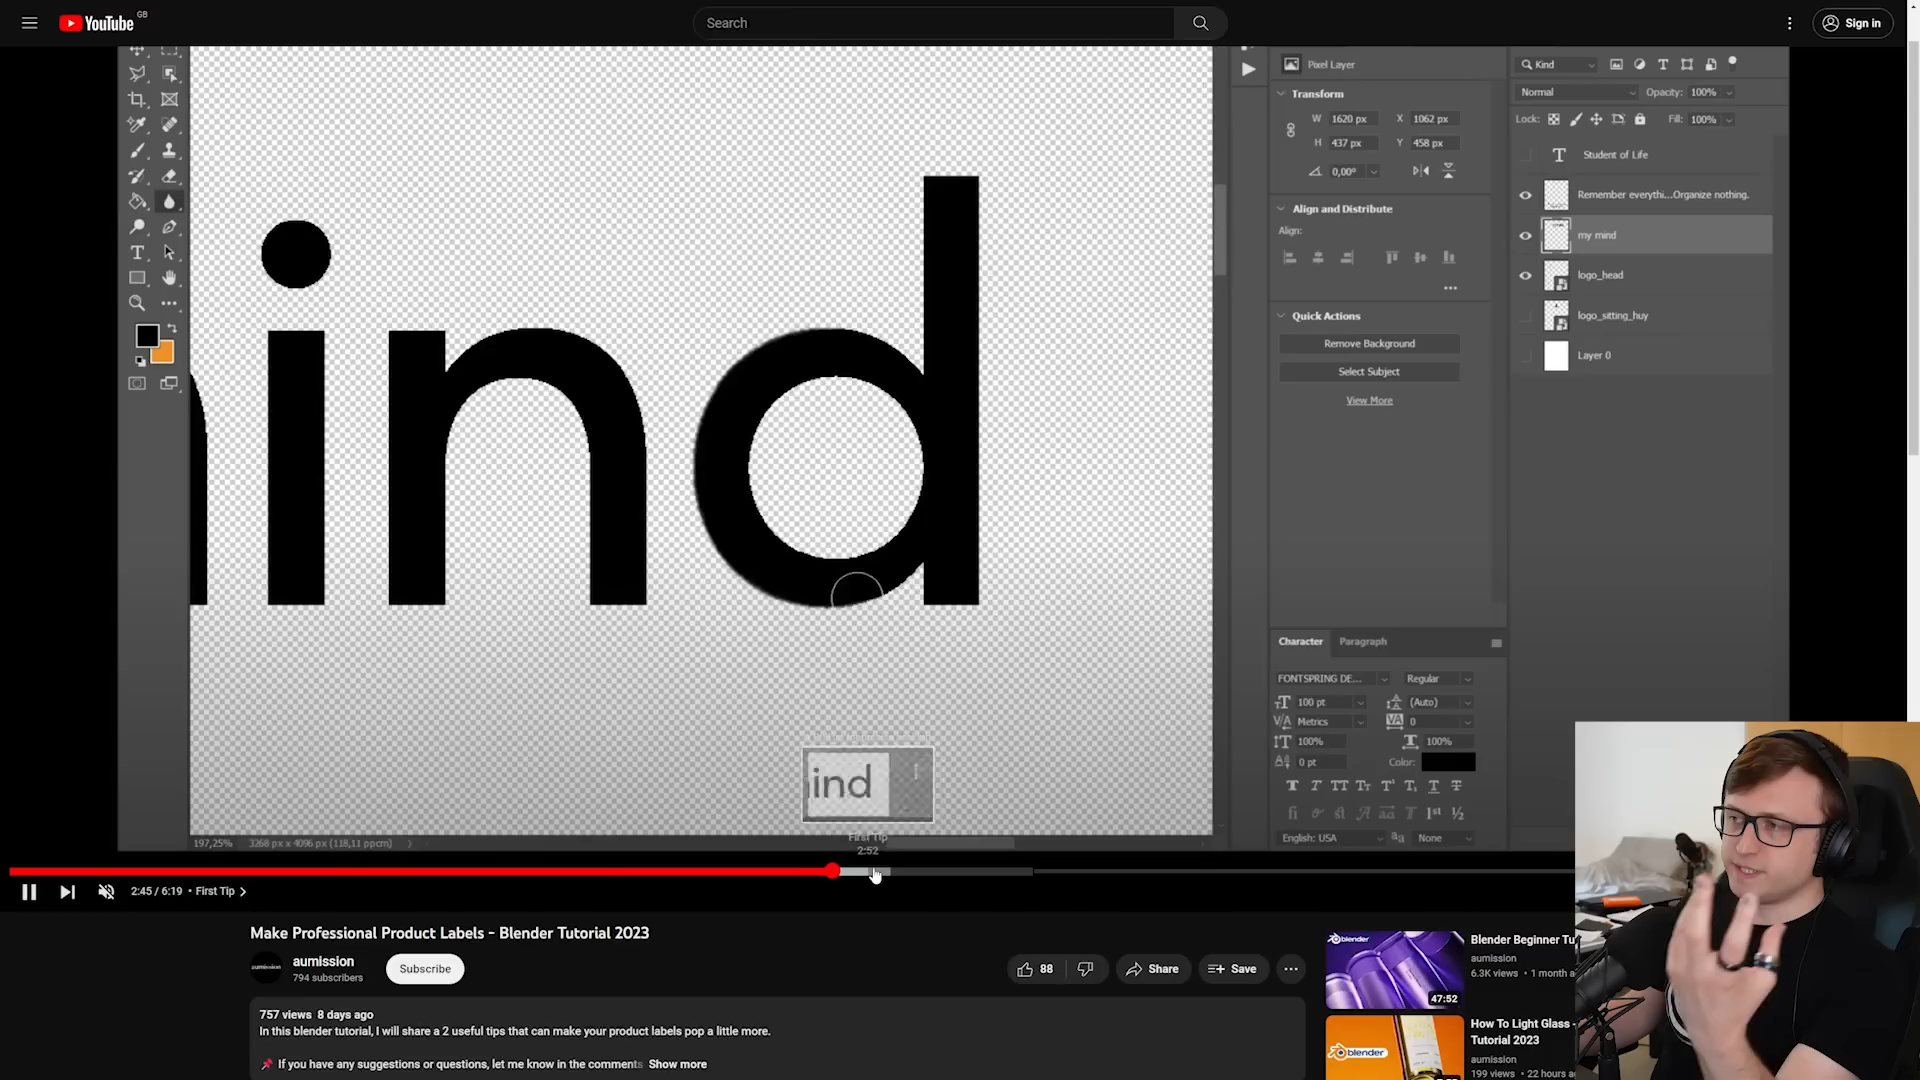 YouTube GB
Search
Sign in
Pixel Layer
Transform
W 1620 px X 1062 px
H 437 px Y 458 px
0,00°
Align and Distribute
Align:
Quick Actions
Remove Background
Select Subject
View More
Kind
Normal
Opacity: 100%
Lock:
Fill: 100%
Student of Life
Remember everythi...Organize nothing.
my mind
logo_head
logo_sitting_huy
Layer 0
ind
Character
Paragraph
FONTSPRING DE...
Regular
100 pt
(Auto)
Metrics
0
100%
100%
0 pt
Color:
English: USA
None
197,25%
3268 px x 4096 px (118,11 ppcm)
ind
First Tip
2:52
2:45 / 6:19 • First Tip
Make Professional Product Labels - Blender Tutorial 2023
aumission
794 subscribers
Subscribe
88
Share
Save
757 views 8 days ago
In this blender tutorial, I will share a 2 useful tips that can make your product labels pop a little more.
📌 If you have any suggestions or questions, let me know in the comments Show more
blender
47:52
Blender Beginner Tu
aumission
6.3K views • 1 month a
blender
How To Light Glass -
Tutorial 2023
aumission
199 views • 22 hours a